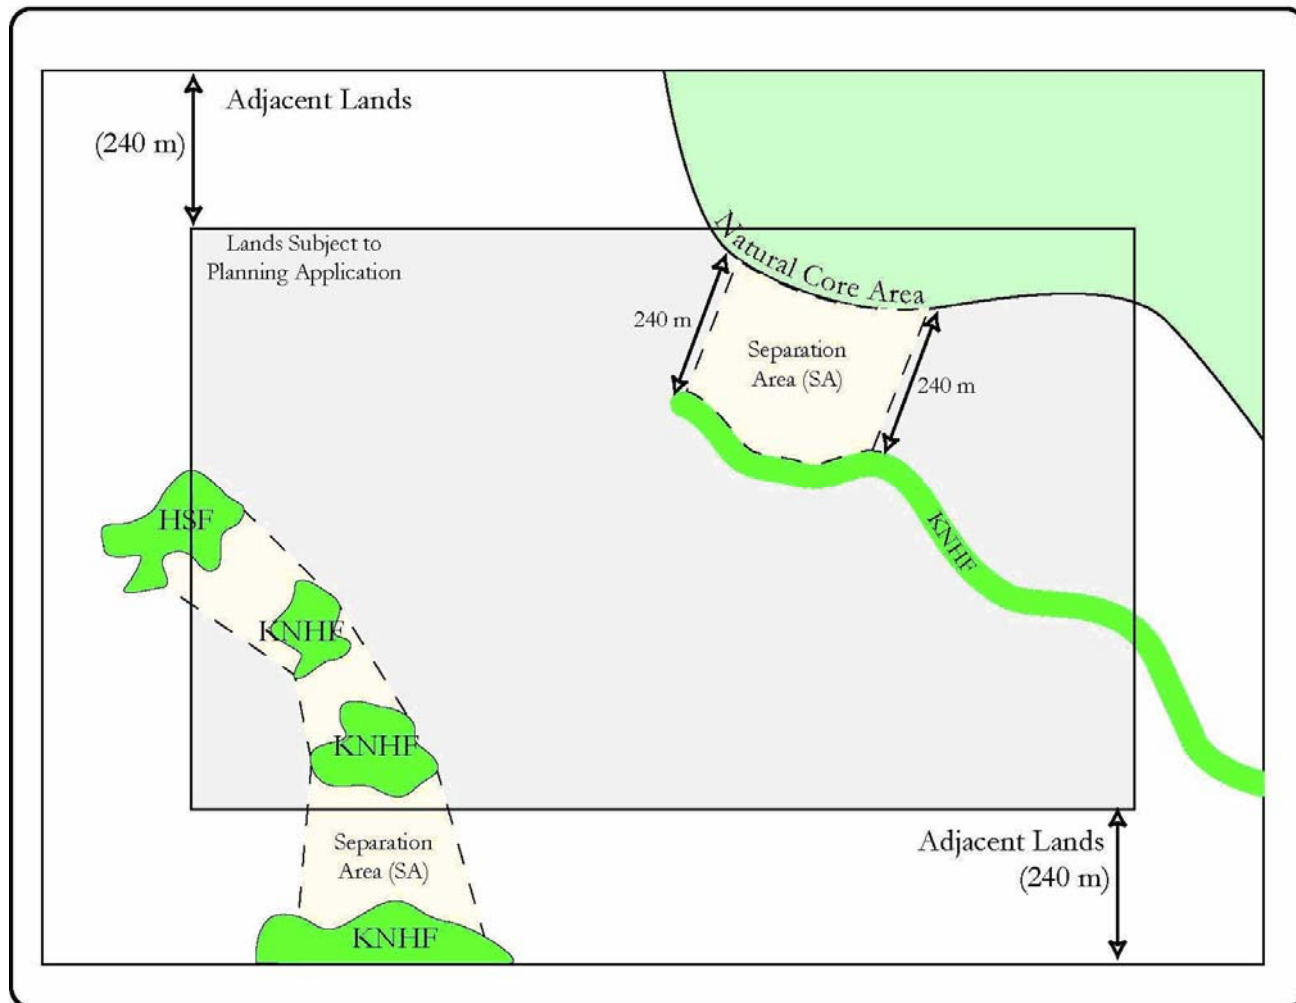 Adjacent Lands
(240 m)
Lands Subject to
Planning Application
Natural Core Area
240 m
Separation
Area (SA)
240 m
HSF
KNHF
KNHF
KNHF
Separation
Area (SA)
Adjacent Lands
(240 m)
KNHF